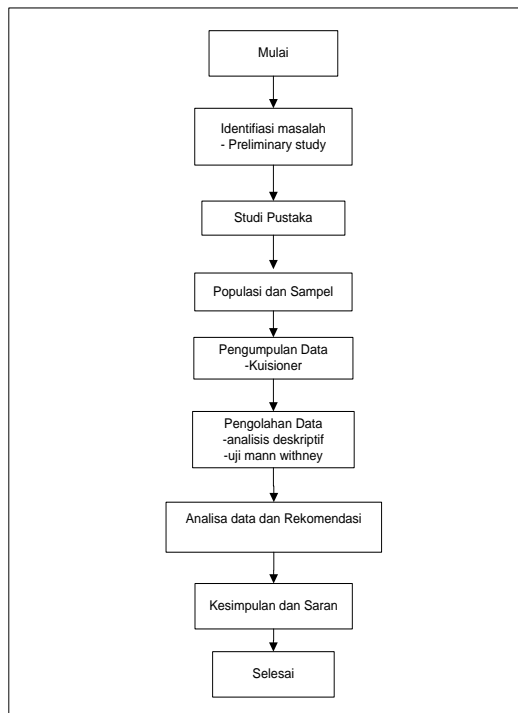 Mulai
Identifiasi masalah
- Preliminary study
Studi Pustaka
Populasi dan Sampel
Pengumpulan Data
-Kuisioner
Pengolahan Data
-analisis deskriptif
-uji mann withney
Analisa data dan Rekomendasi
Kesimpulan dan Saran
Selesai